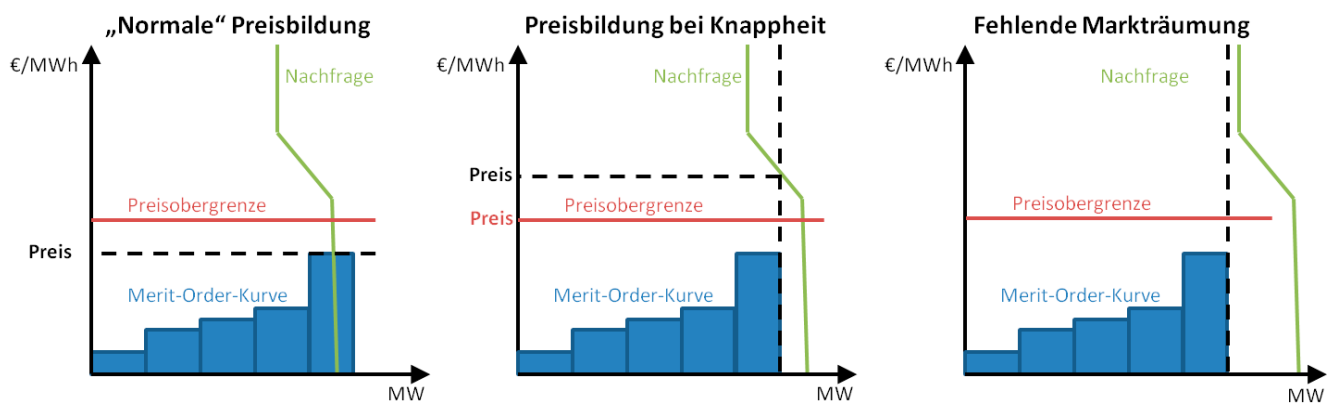 „Normale“ Preisbildung
€/MWh
Nachfrage
Preisobergrenze
Preis
Merit-Order-Kurve
MW
Preisbildung bei Knappheit
€/MWh
Nachfrage
Preis
Preisobergrenze
Preis
Merit-Order-Kurve
MW
Fehlende Markträumung
€/MWh
Nachfrage
Preisobergrenze
Merit-Order-Kurve
MW